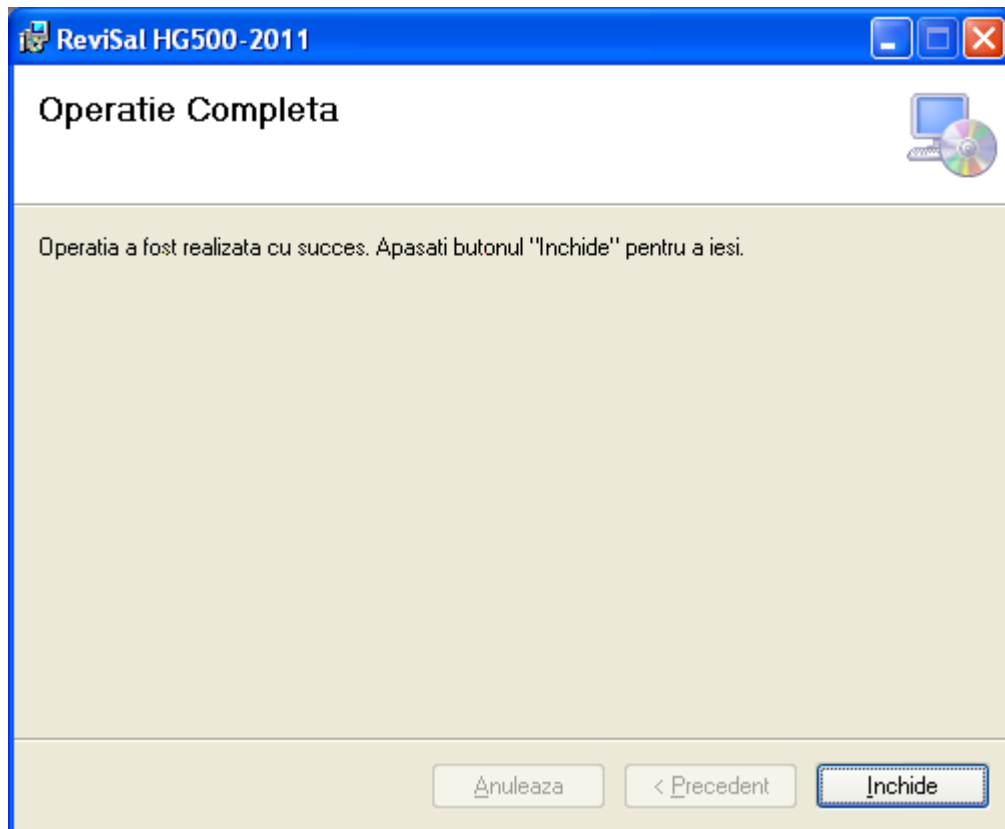 ReviSal HG500-2011
Operatie Completa
Operatia a fost realizata cu succes. Apasati butonul "Inchide" pentru a iesi.
Anuleaza
< Precedent
Inchide